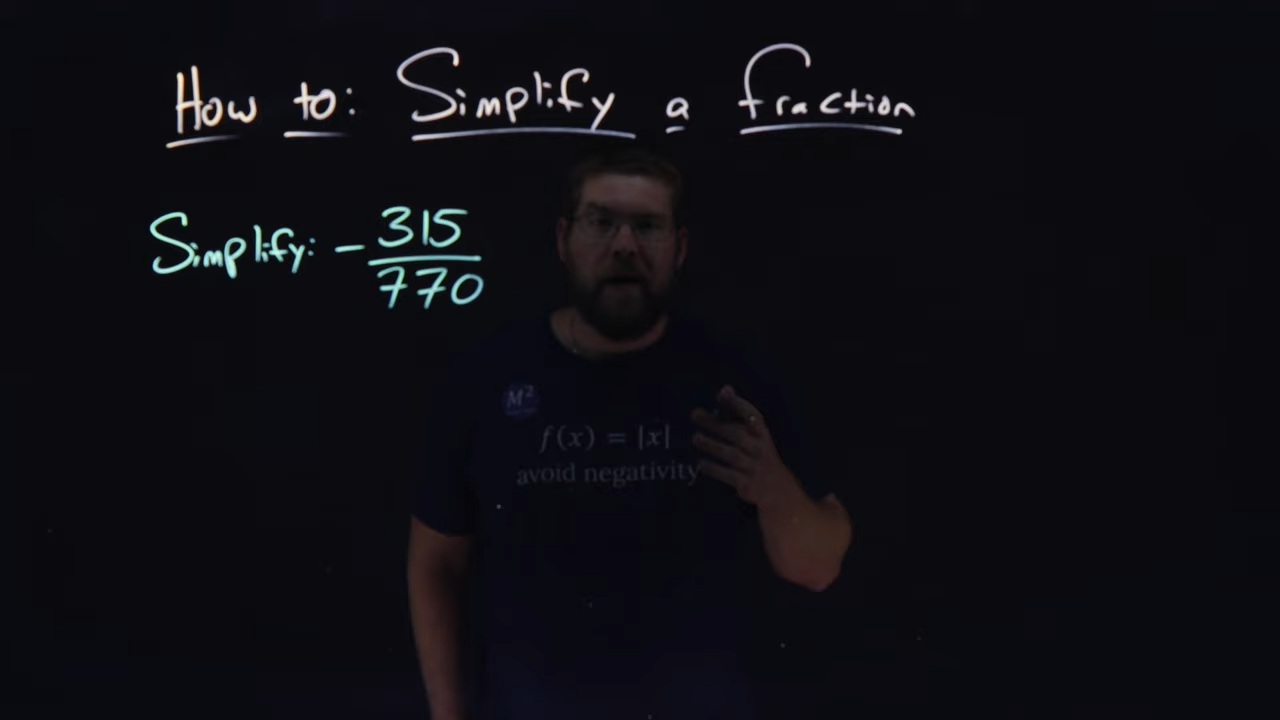 How to: Simplify a fraction
Simplify: - 315/770
M²
f(x) = |x|
avoid negativity